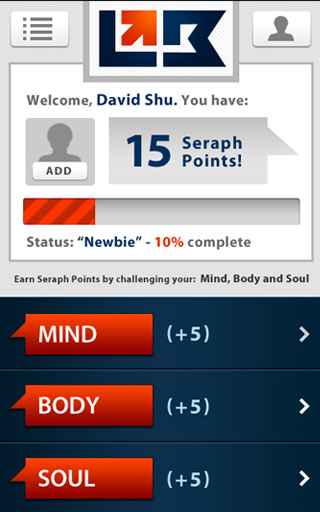 Welcome, David Shu. You have:
15 Seraph Points!
ADD
Status: “Newbie” - 10% complete
Earn Seraph Points by challenging your: Mind, Body and Soul
MIND (+5)
BODY (+5)
SOUL (+5)